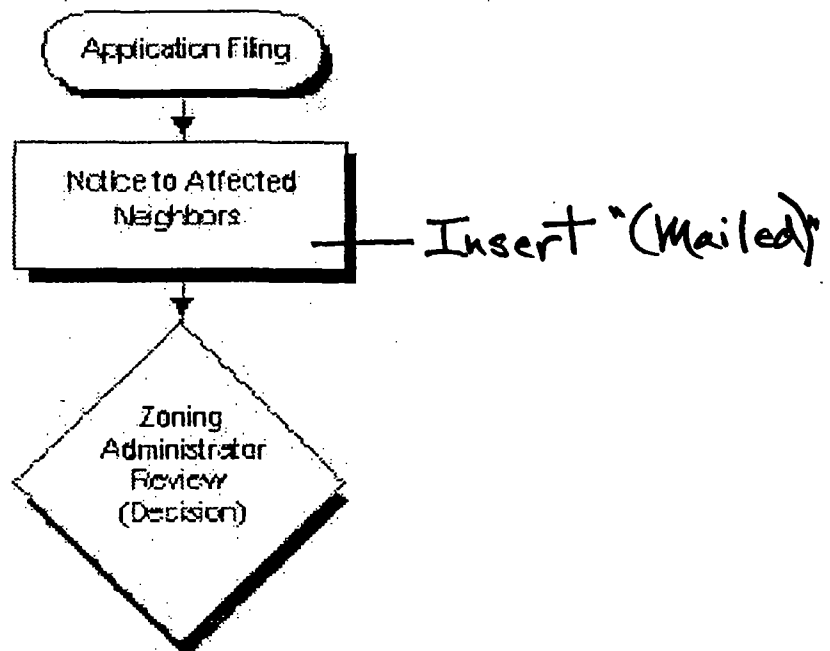 Application Filing
Notice to Affected
Neighbors
Insert "(Mailed)"
Zoning
Administrator
Review
(Decision)